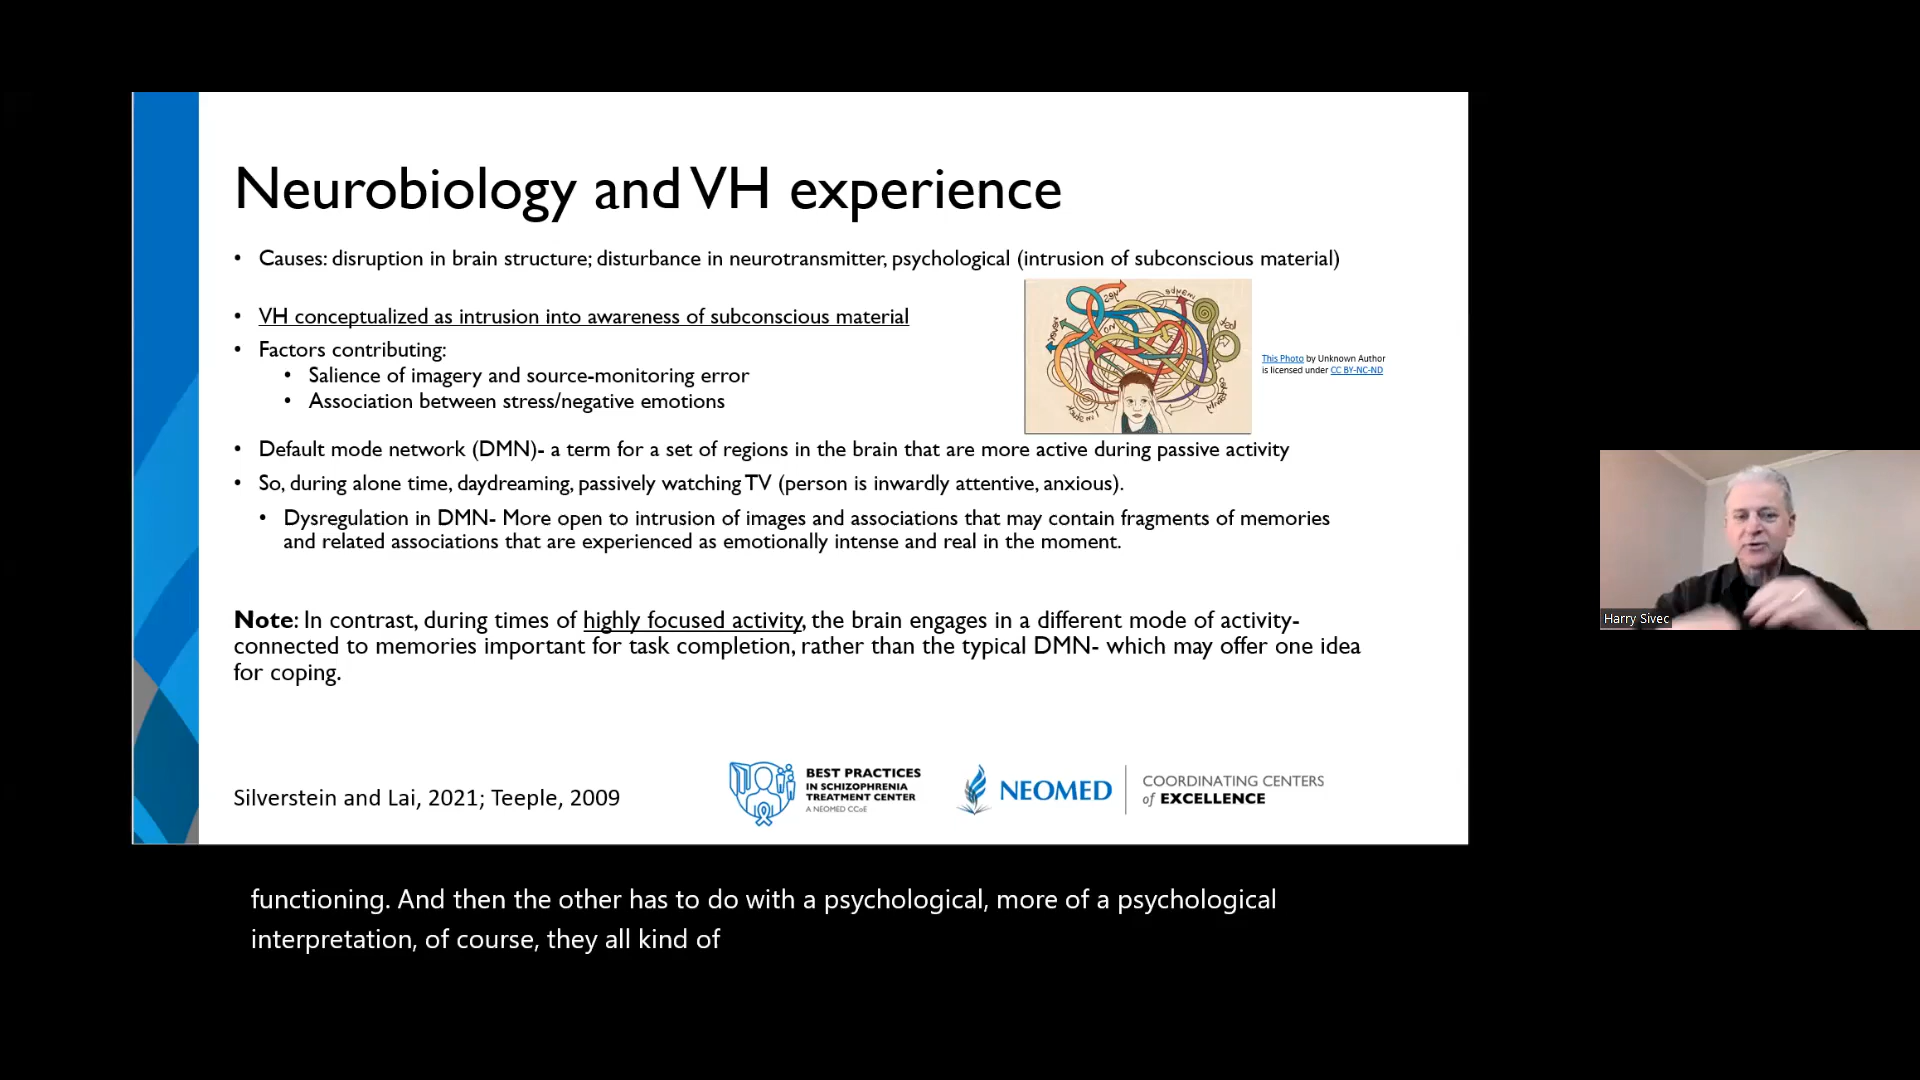 Neurobiology and VH experience
• Causes: disruption in brain structure; disturbance in neurotransmitter, psychological (intrusion of subconscious material)
• VH conceptualized as intrusion into awareness of subconscious material
• Factors contributing:
• Salience of imagery and source-monitoring error
• Association between stress/negative emotions
This Photo by Unknown Author
is licensed under CC BY-NC-ND
• Default mode network (DMN)- a term for a set of regions in the brain that are more active during passive activity
• So, during alone time, daydreaming, passively watching TV (person is inwardly attentive, anxious).
• Dysregulation in DMN- More open to intrusion of images and associations that may contain fragments of memories
and related associations that are experienced as emotionally intense and real in the moment.
Note: In contrast, during times of highly focused activity, the brain engages in a different mode of activity-
connected to memories important for task completion, rather than the typical DMN- which may offer one idea
for coping.
Silverstein and Lai, 2021; Teeple, 2009
BEST PRACTICES
IN SCHIZOPHRENIA
TREATMENT CENTER
A NEOMED CCoE
NEOMED
COORDINATING CENTERS
of EXCELLENCE
Harry Sivec
functioning. And then the other has to do with a psychological, more of a psychological
interpretation, of course, they all kind of